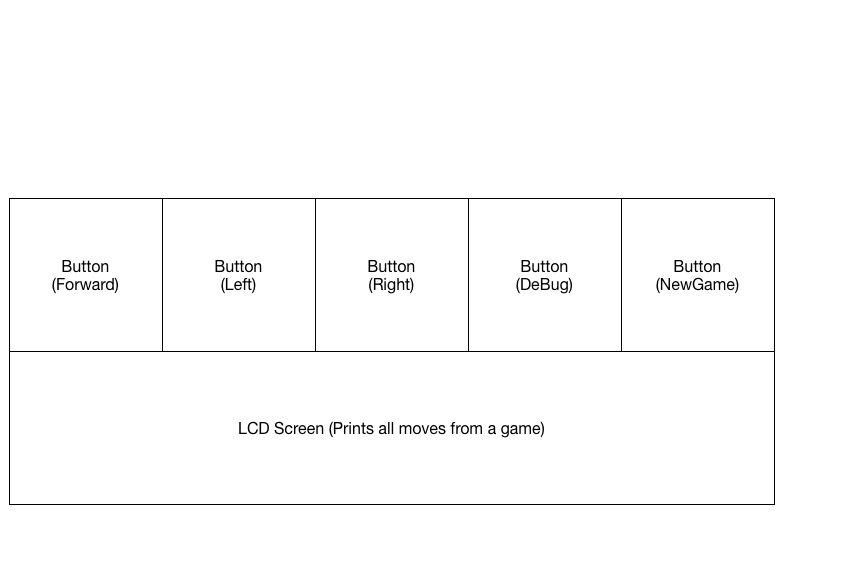 Button
(Forward)
Button
(Left)
Button
(Right)
Button
(DeBug)
Button
(NewGame)
LCD Screen (Prints all moves from a game)